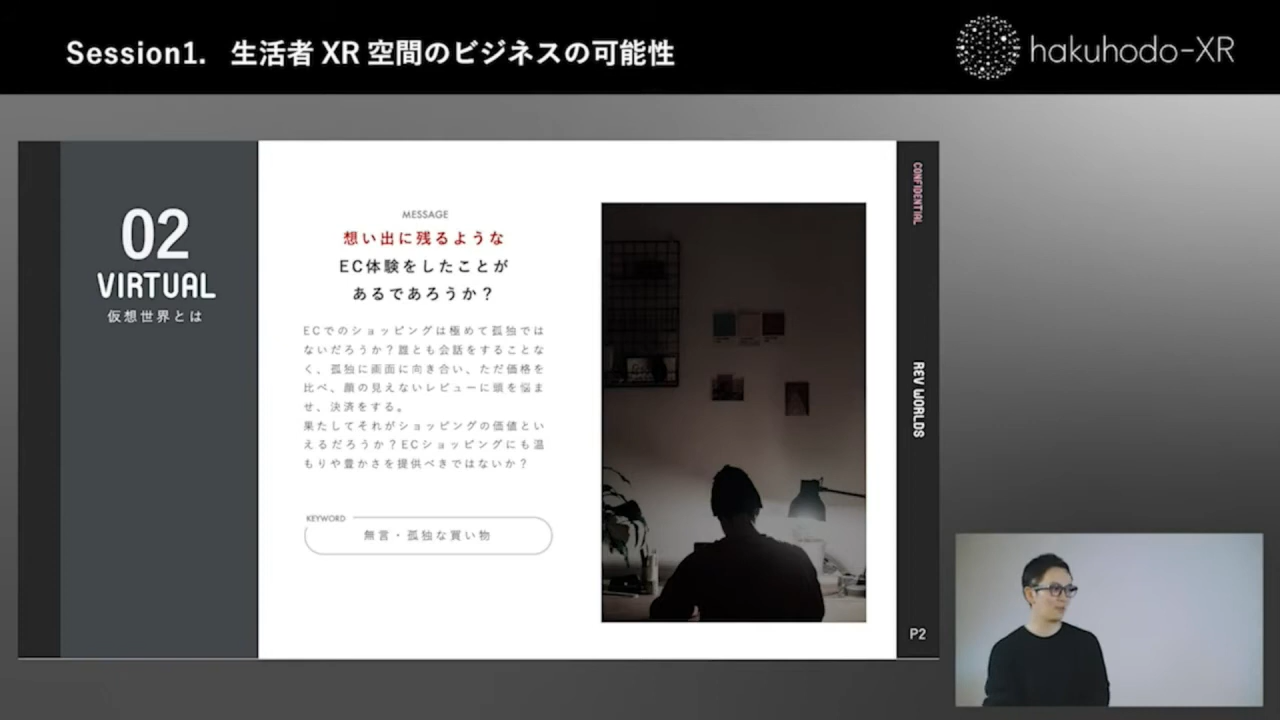 Session1. 生活者 XR 空間のビジネスの可能性
hakuhodo-XR
02
VIRTUAL
仮想世界とは
MESSAGE
想い出に残るような
EC体験をしたことが
あるであろうか？
ECでのショッピングは極めて孤独では
ないだろうか？誰とも会話をすることな
く、孤独に画面に向き合い、ただ価格を
比べ、顔の見えないレビューに頭を悩ま
せ、決済をする。
果たしてそれがショッピングの価値とい
えるだろうか？ECショッピングにも温
もりや豊かさを提供べきではないか？
KEYWORD
無言・孤独な買い物
CONFIDENTIAL
REV WORLDS
P2